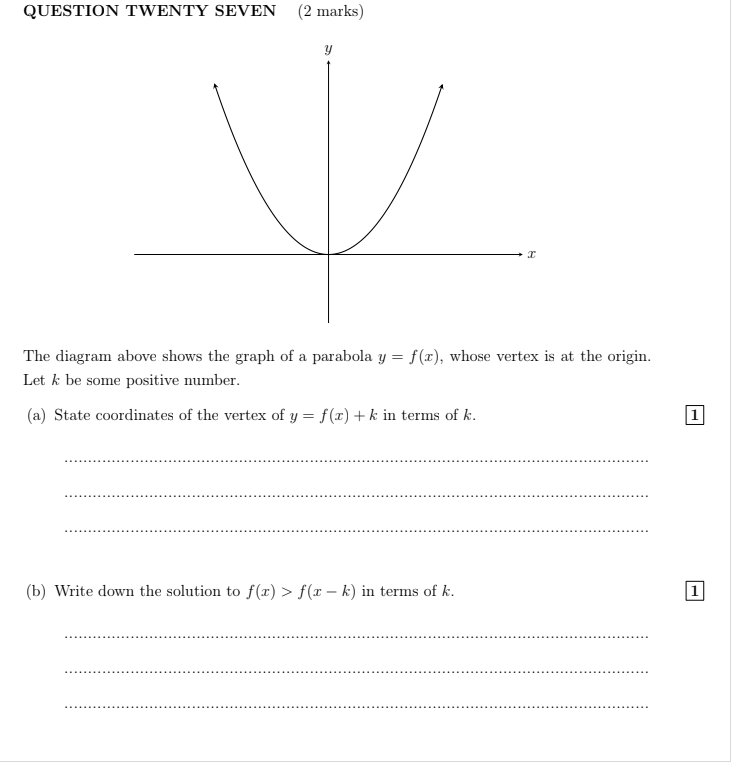 QUESTION TWENTY SEVEN (2 marks)
y
x
The diagram above shows the graph of a parabola y = f(x), whose vertex is at the origin.
Let k be some positive number.
(a) State coordinates of the vertex of y = f(x) + k in terms of k. 1
(b) Write down the solution to f(x) > f(x − k) in terms of k. 1